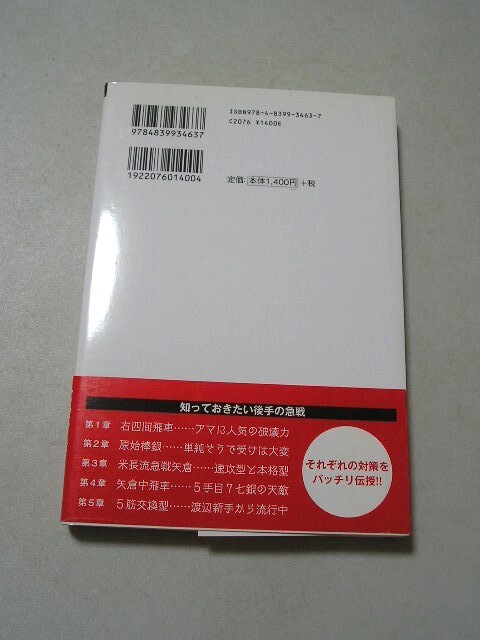 ISBN978-4-8399-3463-7
C2076 ¥1400E
9784839934637
1922076014004
定価：本体1,400円+税
知っておきたい後手の急戦
第1章 右四間飛車……アマに人気の破壊力
第2章 原始棒銀……単純そうで受けは大変
第3章 米長流急戦矢倉……速攻型と本格型
第4章 矢倉中飛車……5手目7七銀の天敵
第5章 5筋交換型……渡辺新手から流行中
それぞれの対策を
バッチリ伝授!!